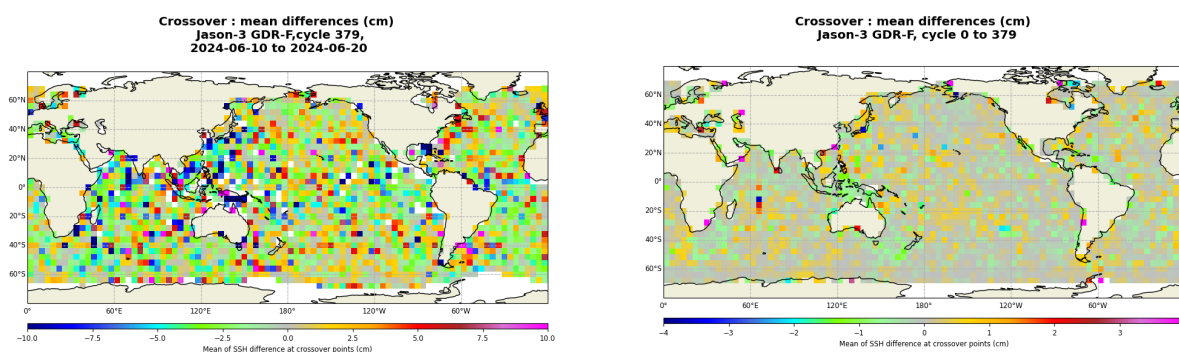 Crossover : mean differences (cm)
Jason-3 GDR-F,cycle 379,
2024-06-10 to 2024-06-20
60°N
40°N
20°N
0°
20°S
40°S
60°S
0° 60°E 120°E 180° 120°W 60°W
−10.0 −7.5 −5.0 −2.5 0.0 2.5 5.0 7.5 10.0
Mean of SSH difference at crossover points (cm)
Crossover : mean differences (cm)
Jason-3 GDR-F, cycle 0 to 379
60°N
40°N
20°N
0°
20°S
40°S
60°S
0° 60°E 120°E 180° 120°W 60°W
−4 −3 −2 −1 0 1 2 3
Mean of SSH difference at crossover points (cm)